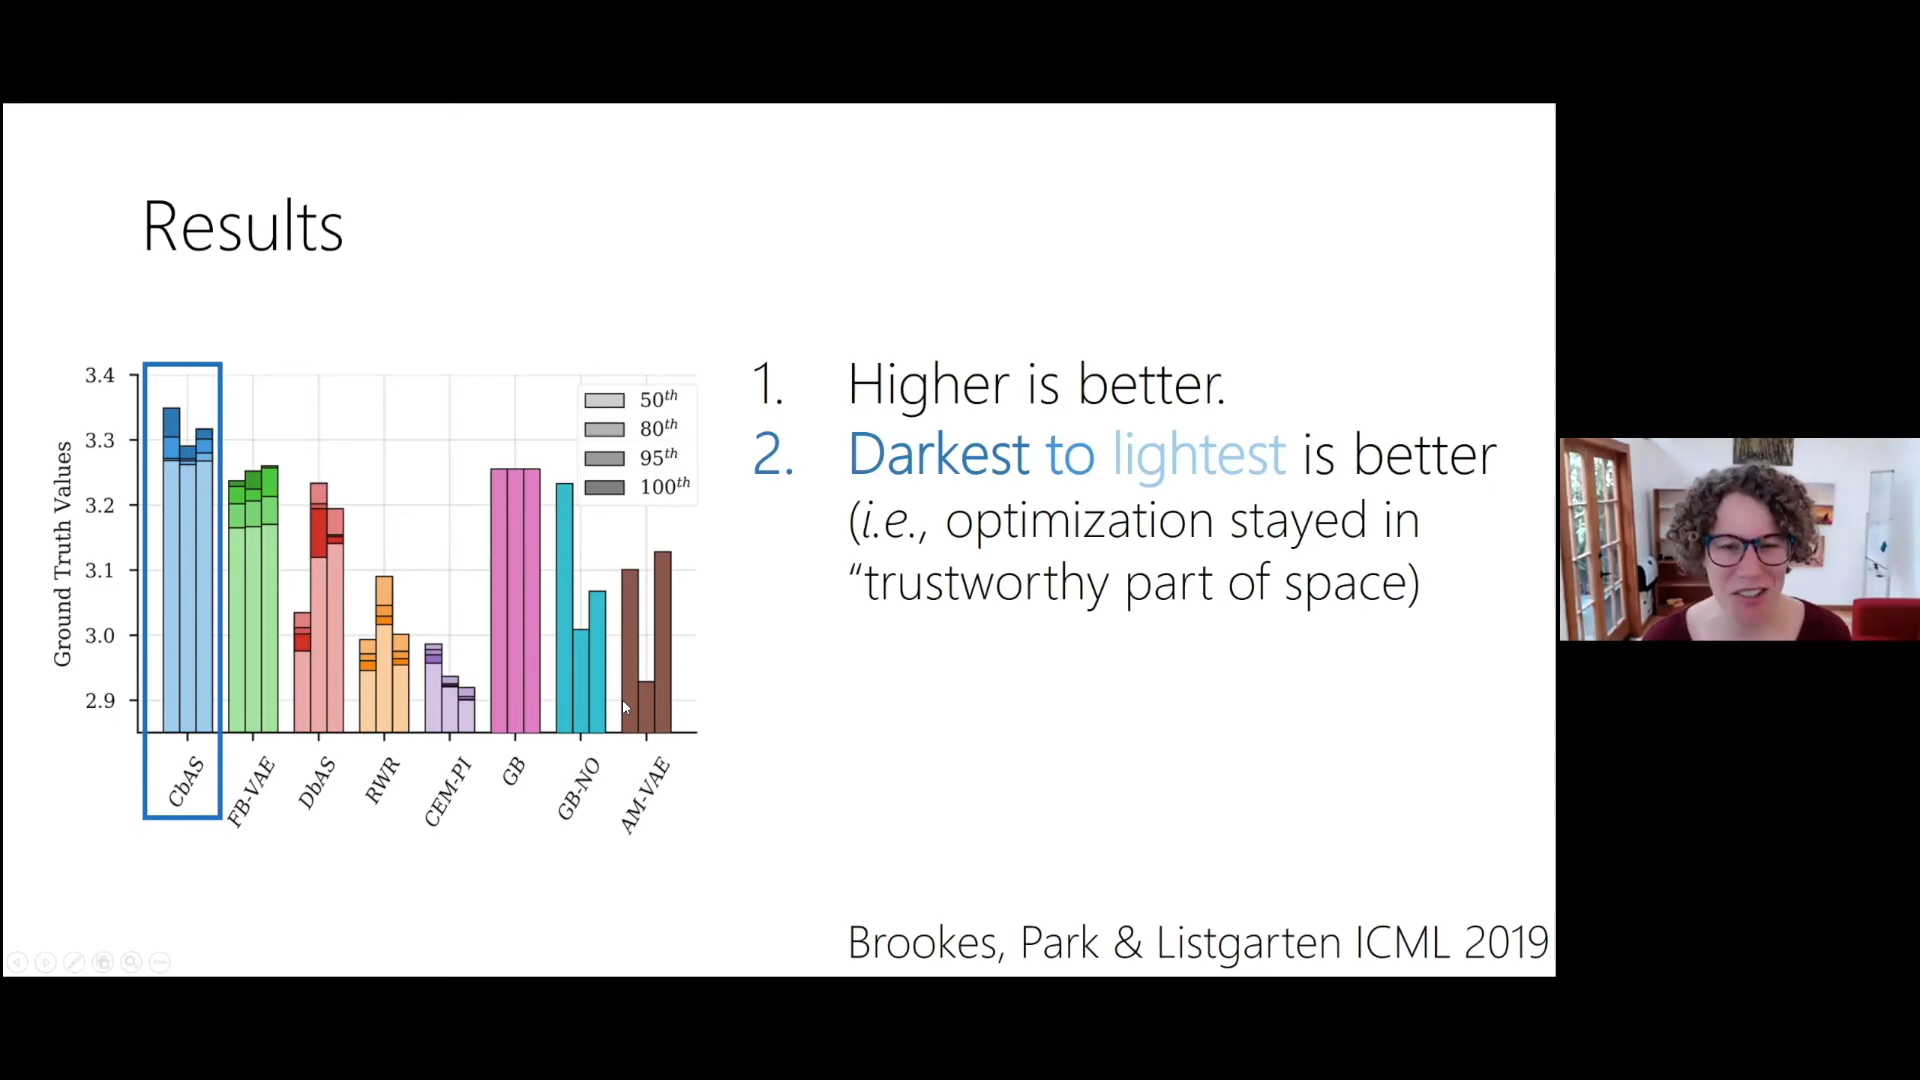 Results
3.4
3.3
3.2
3.1
3.0
2.9
Ground Truth Values
50th
80th
95th
100th
CbAS
FB-VAE
DbAS
RWR
CEM-PI
GB
GB-NO
AM-VAE
1. Higher is better.
2. Darkest to lightest is better
(i.e., optimization stayed in
“trustworthy part of space)
Brookes, Park & Listgarten ICML 2019